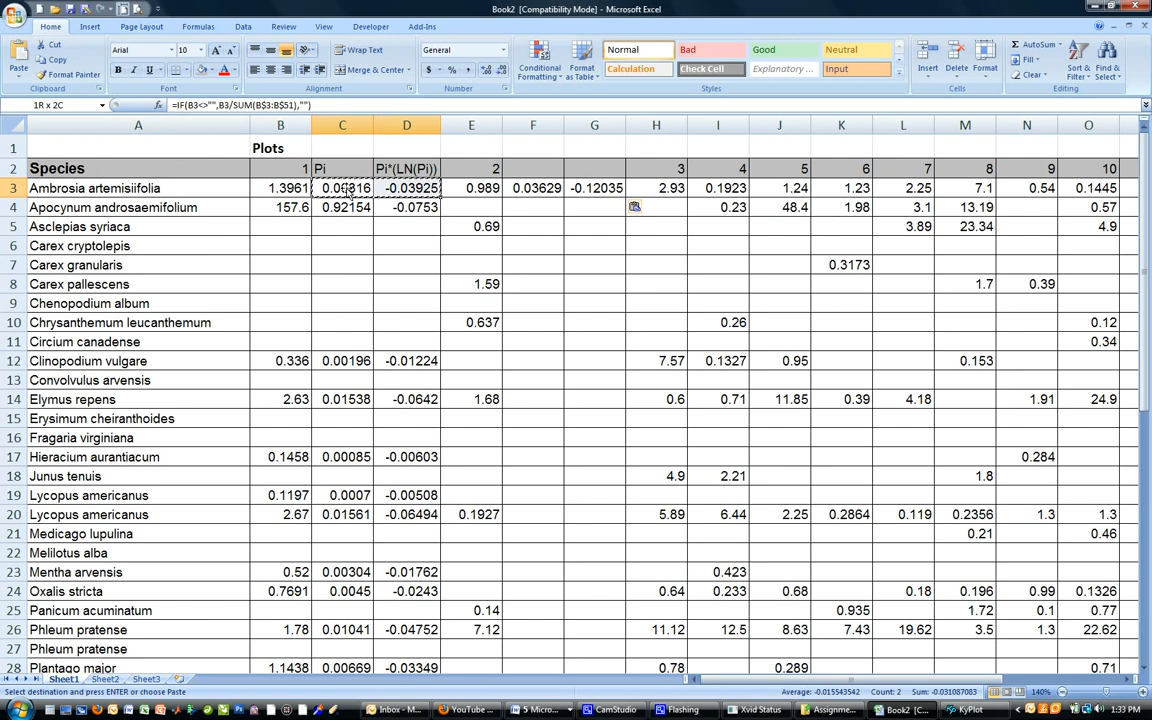 Book2 [Compatibility Mode] - Microsoft Excel
Home Insert Page Layout Formulas Data Review View Developer Add-Ins
Paste Cut Copy Format Painter Clipboard
Arial 10 Font
Wrap Text Merge & Center Alignment
General Number
Conditional Formatting Format as Table Normal Bad Good Neutral Calculation Check Cell Explanatory ... Input Styles
Insert Delete Format Cells
AutoSum Fill Clear Sort & Filter Find & Select Editing
1R x 2C =IF(B3<>"",B3/SUM(B$3:B$51),"")
A B C D E F G H I J K L M N O
1 Plots
2 Species 1 Pi Pi*(LN(Pi)) 2 3 4 5 6 7 8 9 10
3 Ambrosia artemisiifolia 1.3961 -0.03925 0.989 0.03629 -0.12035 2.93 0.1923 1.24 1.23 2.25 7.1 0.54 0.1445
4 Apocynum androsaemifolium 157.6 0.92154 -0.0753 0.23 48.4 1.98 3.1 13.19 0.57
5 Asclepias syriaca 0.69 3.89 23.34 4.9
6 Carex cryptolepis
7 Carex granularis 0.3173
8 Carex pallescens 1.59 1.7 0.39
9 Chenopodium album
10 Chrysanthemum leucanthemum 0.637 0.26 0.12
11 Circium canadense 0.34
12 Clinopodium vulgare 0.336 0.00196 -0.01224 7.57 0.1327 0.95 0.153
13 Convolvulus arvensis
14 Elymus repens 2.63 0.01538 -0.0642 1.68 0.6 0.71 11.85 0.39 4.18 1.91 24.9
15 Erysimum cheiranthoides
16 Fragaria virginiana
17 Hieracium aurantiacum 0.1458 0.00085 -0.00603 0.284
18 Junus tenuis 4.9 2.21 1.8
19 Lycopus americanus 0.1197 0.0007 -0.00508
20 Lycopus americanus 2.67 0.01561 -0.06494 0.1927 5.89 6.44 2.25 0.2864 0.119 0.2356 1.3 1.3
21 Medicago lupulina 0.21 0.46
22 Melilotus alba
23 Mentha arvensis 0.52 0.00304 -0.01762 0.423
24 Oxalis stricta 0.7691 0.0045 -0.0243 0.64 0.233 0.68 0.18 0.196 0.99 0.1326
25 Panicum acuminatum 0.14 0.935 1.72 0.1 0.77
26 Phleum pratense 1.78 0.01041 -0.04752 7.12 11.12 12.5 8.63 7.43 19.62 3.5 1.3 22.62
27 Phleum pratense
28 Plantago major 1.1438 0.00669 -0.03349 0.78 0.289 0.71
Sheet1 Sheet2 Sheet3
Select destination and press ENTER or choose Paste Average: -0.015543542 Count: 2 Sum: -0.031087083 140%
Inbox - M... YouTube ... 5 Micro... CamStudio Flashing Xvid Status Assignme... Book2 [C... KyPlot 1:33 PM